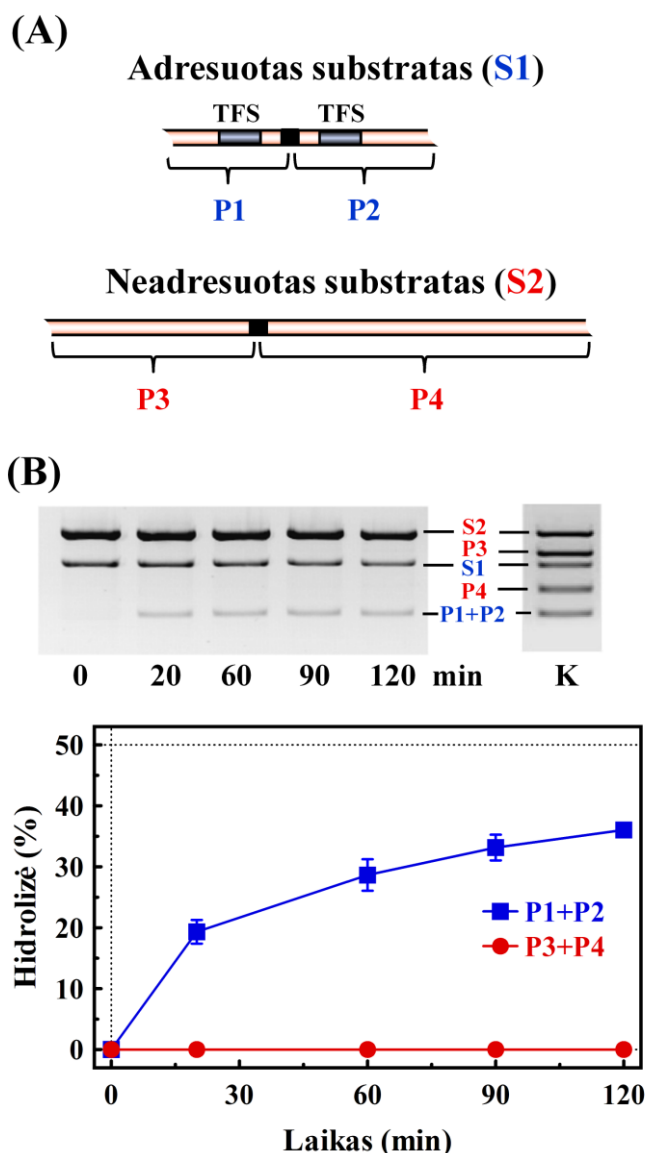 (A)
Adresuotas substratas (S1)
TFS TFS
P1 P2
Neadresuotas substratas (S2)
P3 P4
(B)
S2
P3
S1
P4
P1+P2
0 20 60 90 120 min K
50
40
30
20
10
0
Hidrolizė (%)
P1+P2
P3+P4
0 30 60 90 120
Laikas (min)